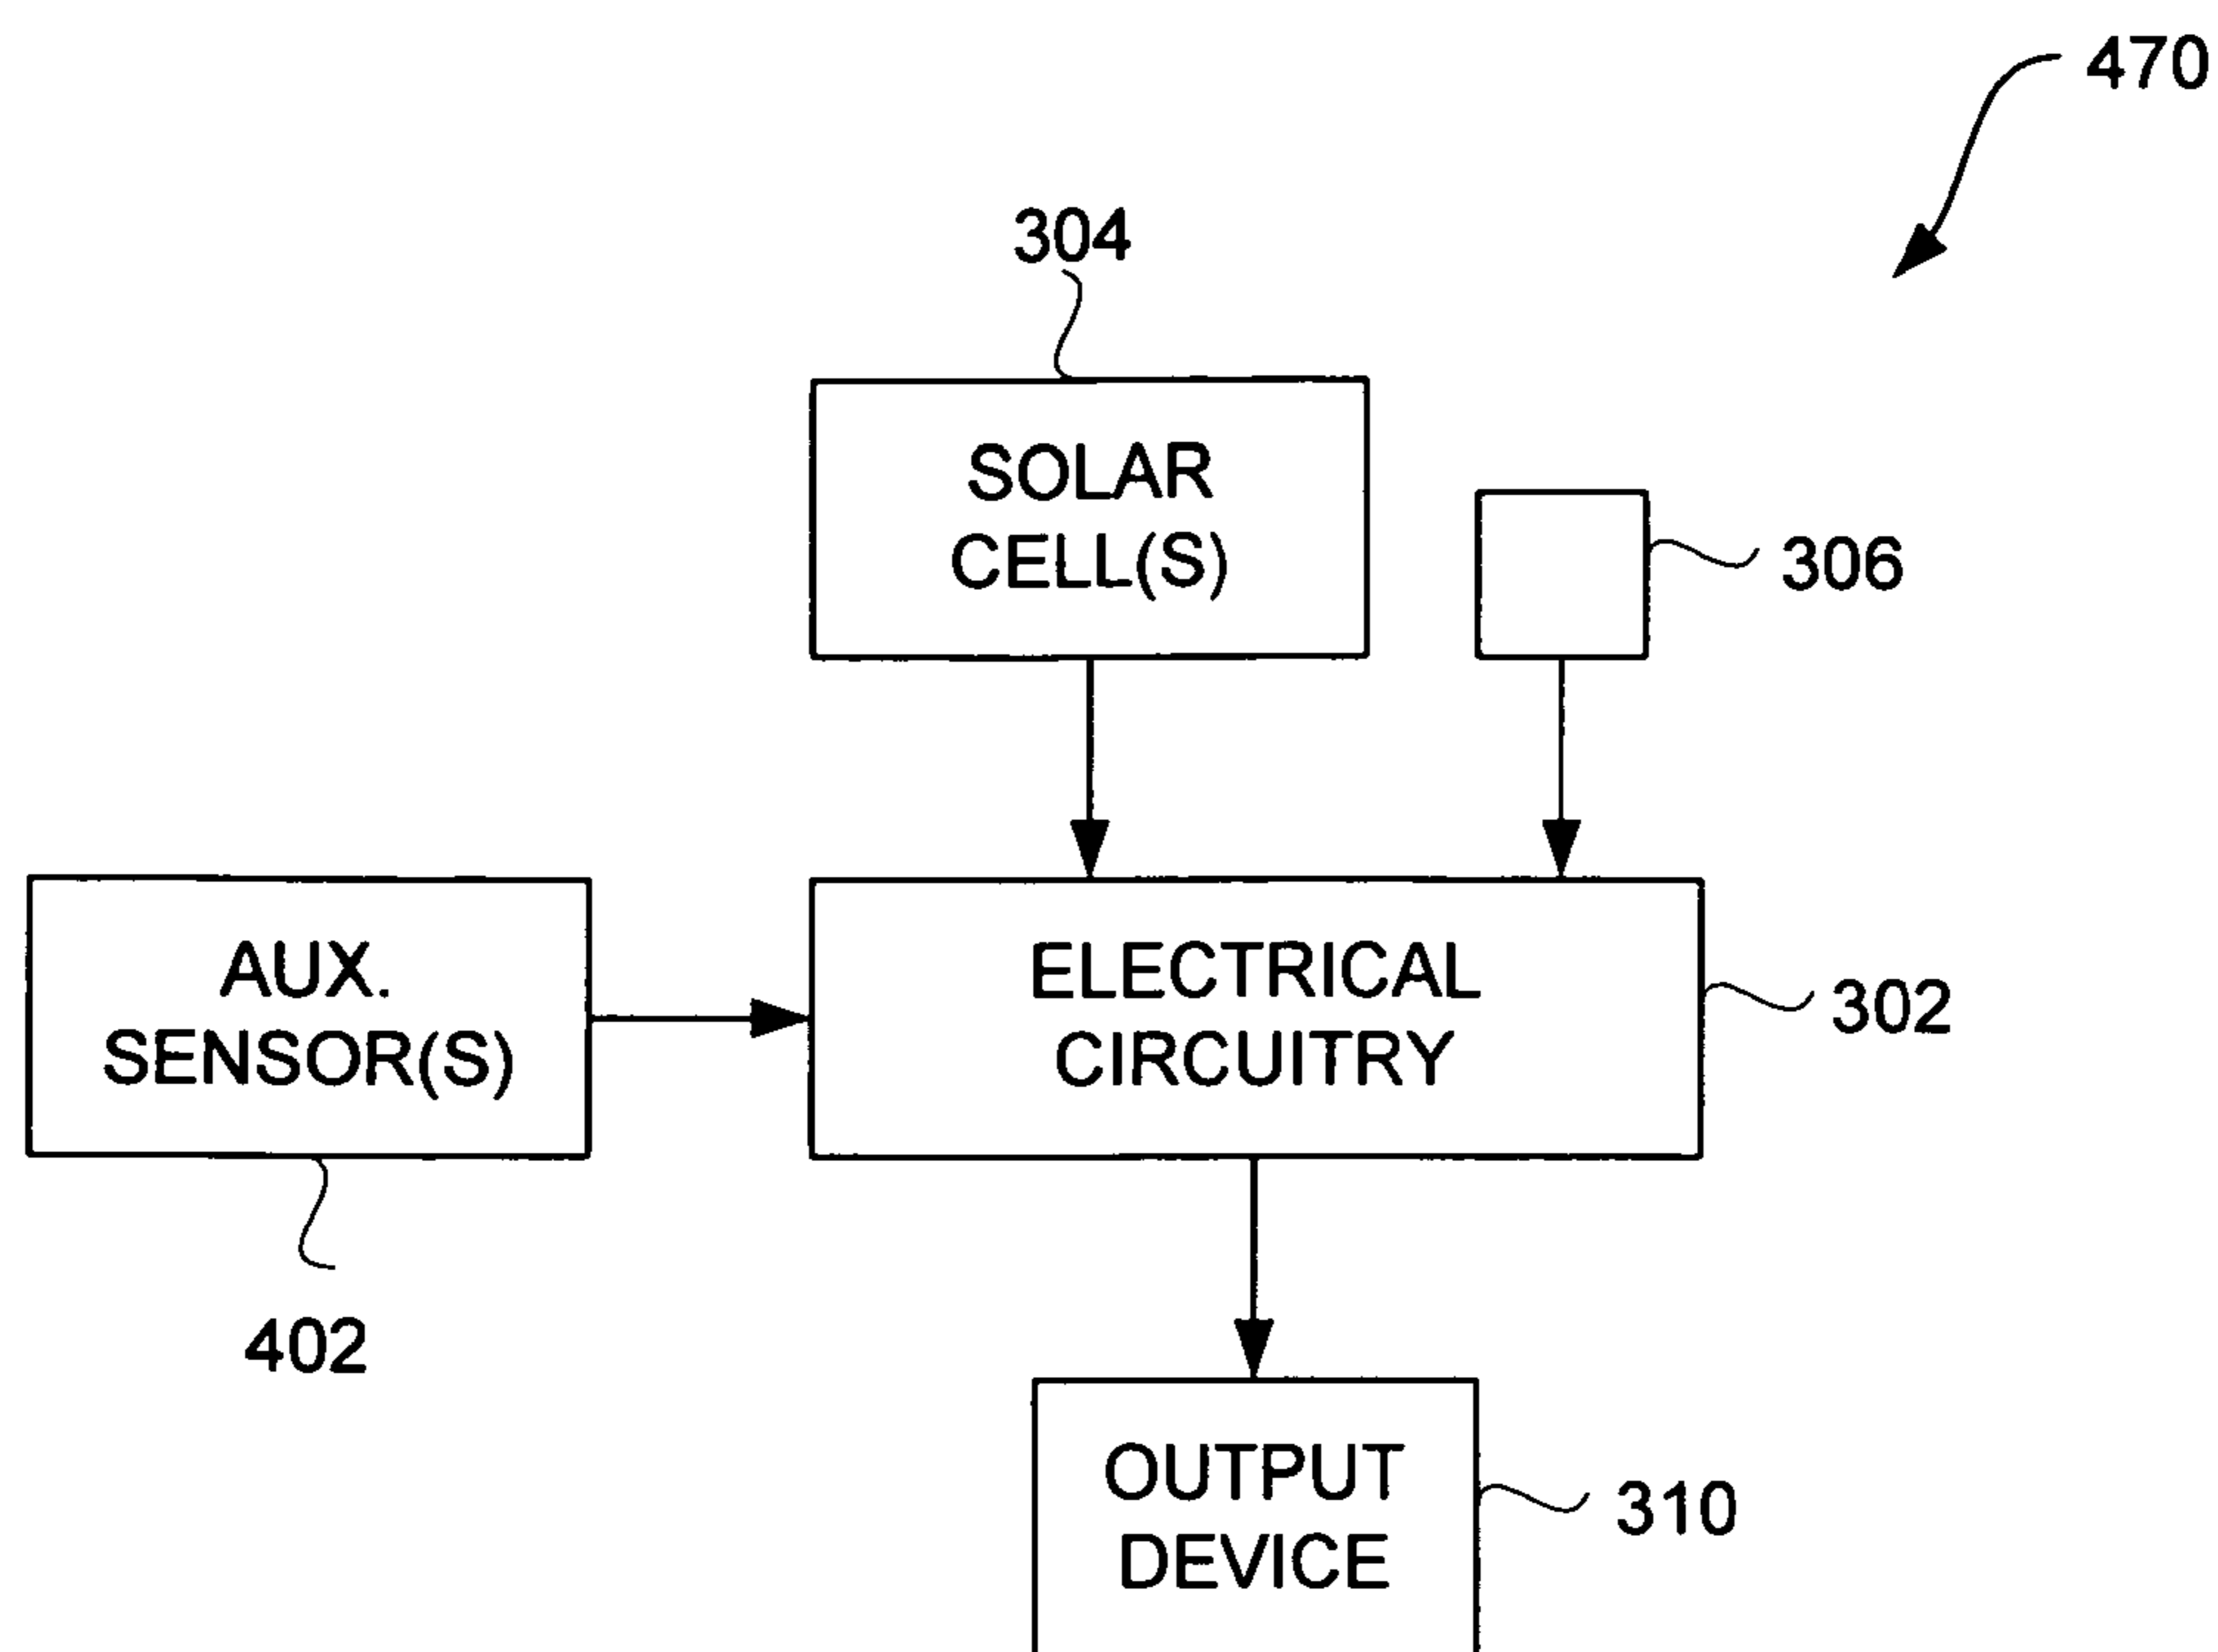 470
304
SOLAR
CELL(S)
306
AUX.
SENSOR(S)
ELECTRICAL
CIRCUITRY
302
402
OUTPUT
DEVICE
310